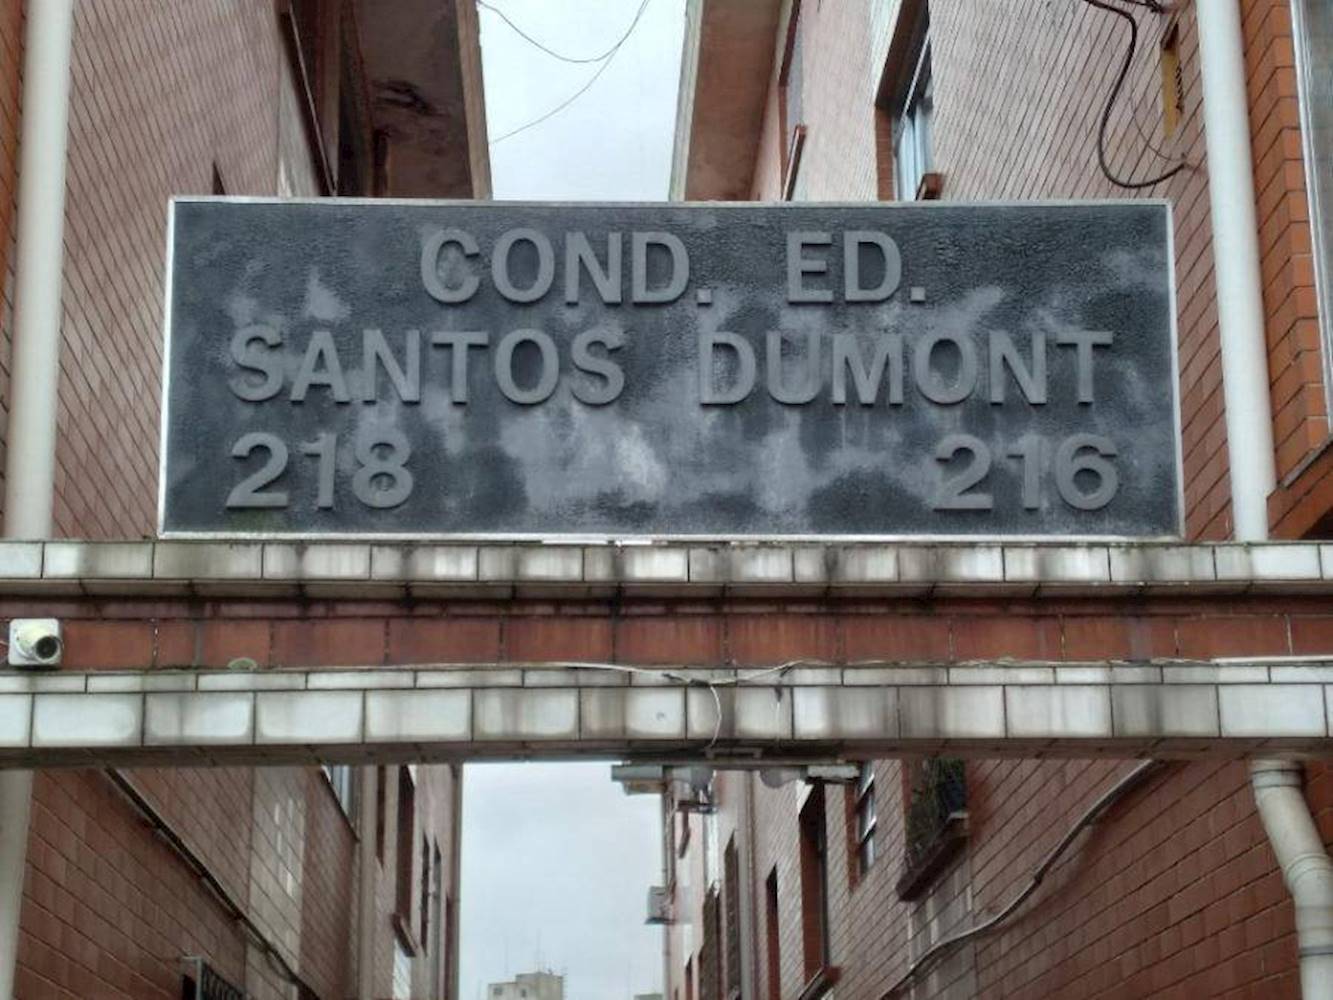 COND. ED.
SANTOS DUMONT
218 216